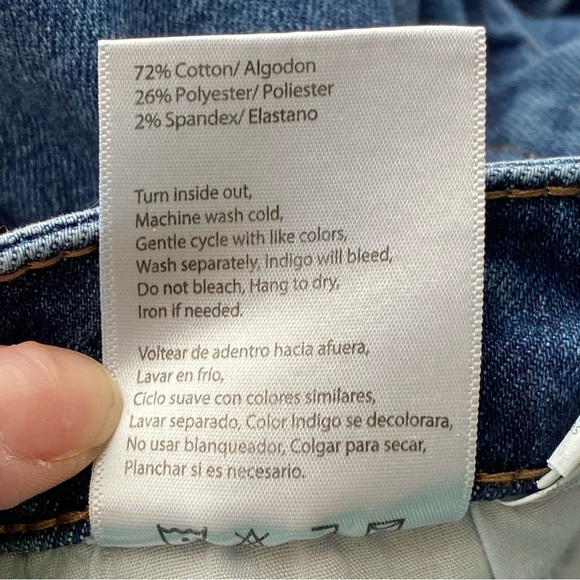 72% Cotton/ Algodon
26% Polyester/ Poliester
2% Spandex/ Elastano
Turn inside out,
Machine wash cold,
Gentle cycle with like colors,
Wash separately, Indigo will bleed,
Do not bleach, Hang to dry,
Iron if needed.
Voltear de adentro hacia afuera,
Lavar en frio,
Ciclo suave con colores similares,
Lavar separado, Color Indigo se decolorara,
No usar blanqueador, Colgar para secar,
Planchar si es necesario.